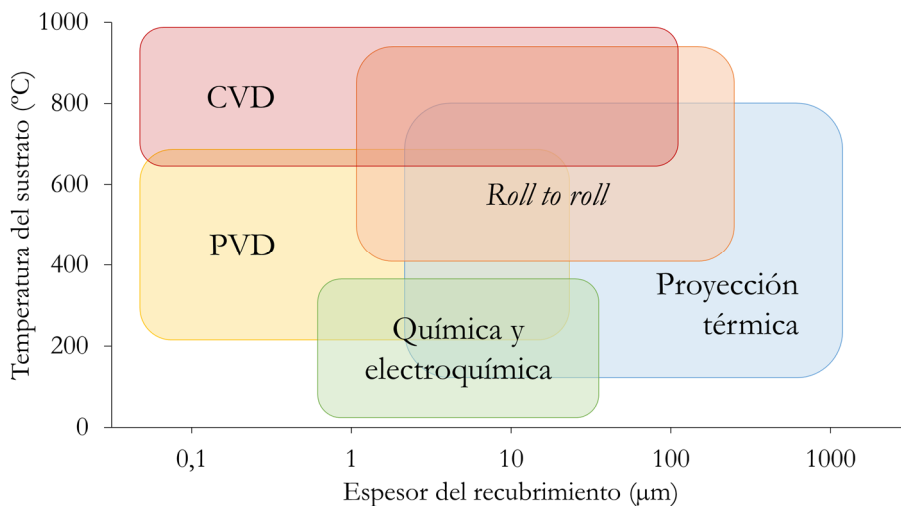 1000
800
600
400
200
0
Temperatura del sustrato (ºC)
CVD
Roll to roll
PVD
Proyección
térmica
Química y
electroquímica
0,1
1
10
100
1000
Espesor del recubrimiento (µm)